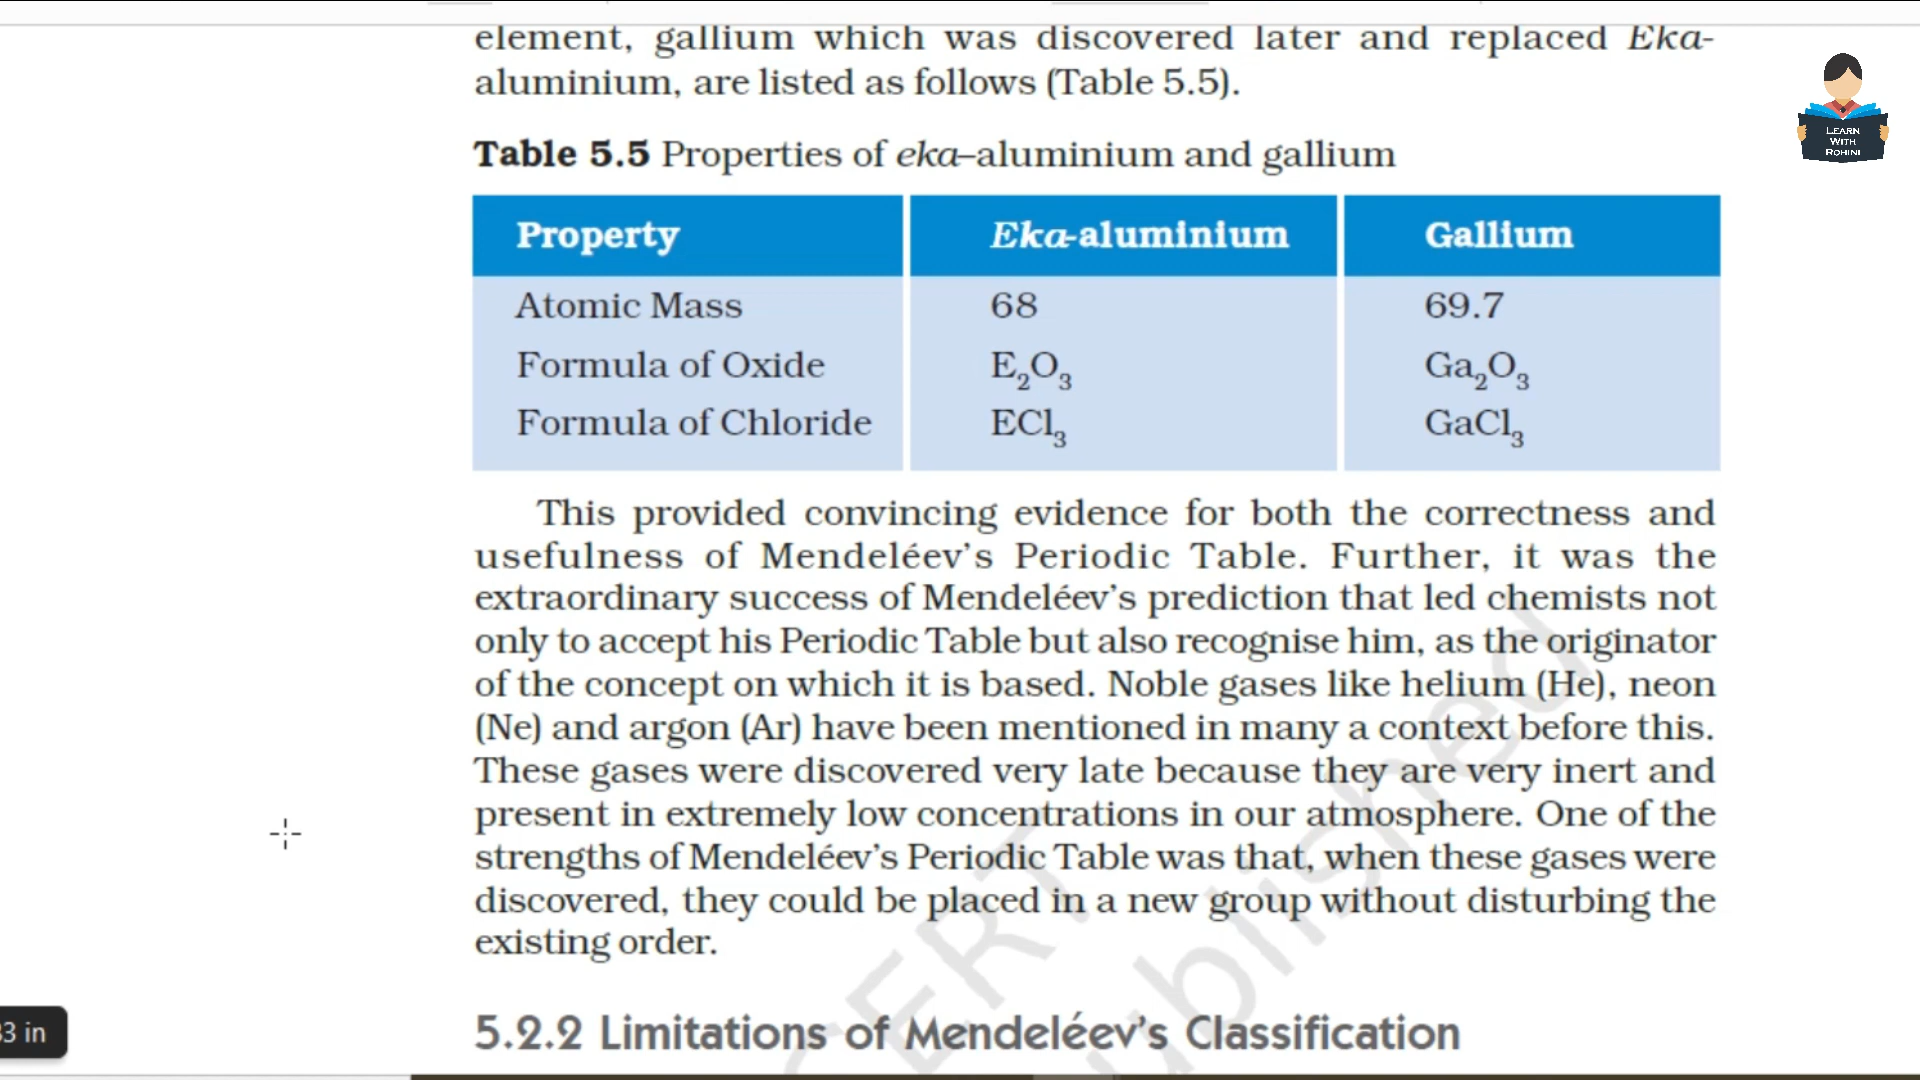 element, gallium which was discovered later and replaced Eka-
aluminium, are listed as follows (Table 5.5).
LEARN
WITH
ROHINI
Table 5.5 Properties of eka–aluminium and gallium
Property Eka-aluminium Gallium
Atomic Mass 68 69.7
Formula of Oxide E₂O₃ Ga₂O₃
Formula of Chloride ECl₃ GaCl₃
This provided convincing evidence for both the correctness and
usefulness of Mendeléev’s Periodic Table. Further, it was the
extraordinary success of Mendeléev’s prediction that led chemists not
only to accept his Periodic Table but also recognise him, as the originator
of the concept on which it is based. Noble gases like helium (He), neon
(Ne) and argon (Ar) have been mentioned in many a context before this.
These gases were discovered very late because they are very inert and
present in extremely low concentrations in our atmosphere. One of the
strengths of Mendeléev’s Periodic Table was that, when these gases were
discovered, they could be placed in a new group without disturbing the
existing order.
5.2.2 Limitations of Mendeléev’s Classification